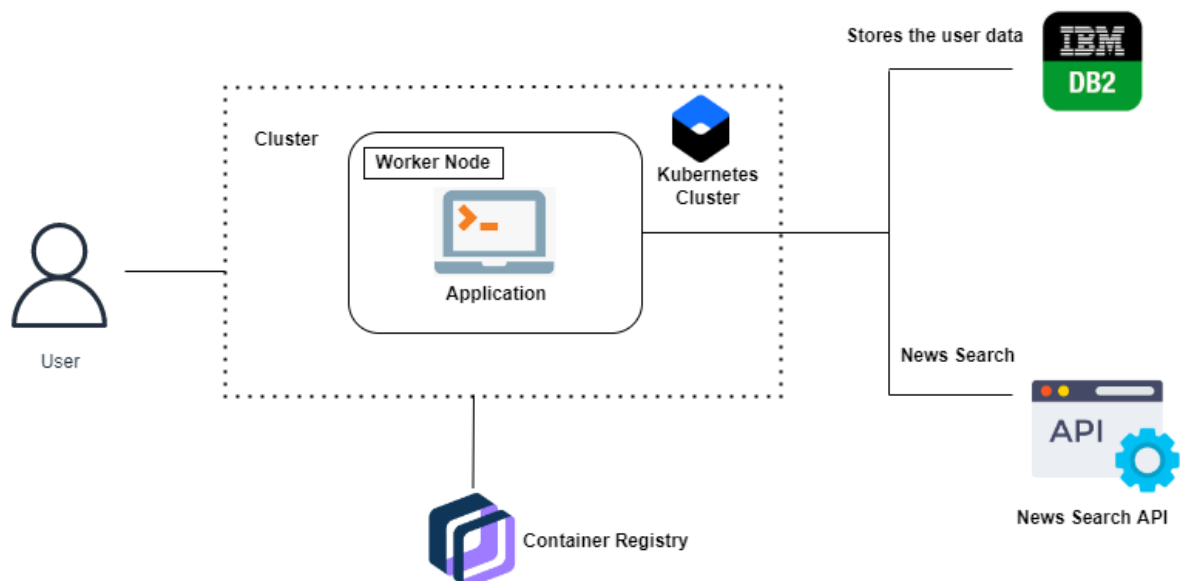 Stores the user data
IBM
DB2
Cluster
Worker Node
Kubernetes
Cluster
Application
User
News Search
API
News Search API
Container Registry